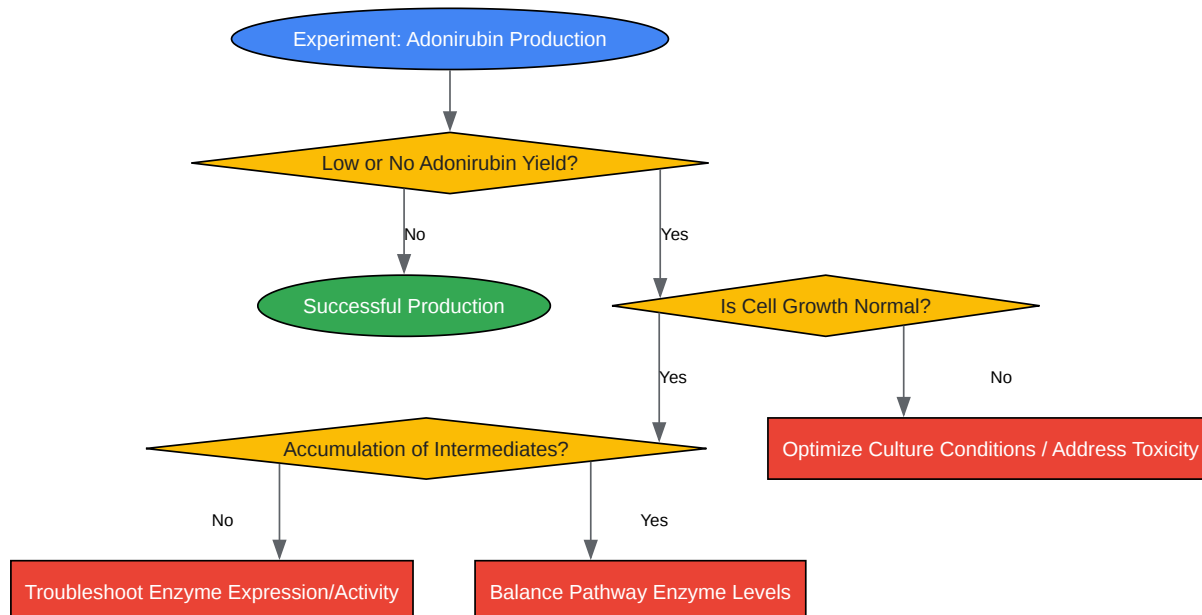 Experiment: Adonirubin Production
Low or No Adonirubin Yield?
No
Yes
Successful Production
Is Cell Growth Normal?
Yes
No
Accumulation of Intermediates?
Optimize Culture Conditions / Address Toxicity
No
Yes
Troubleshoot Enzyme Expression/Activity
Balance Pathway Enzyme Levels